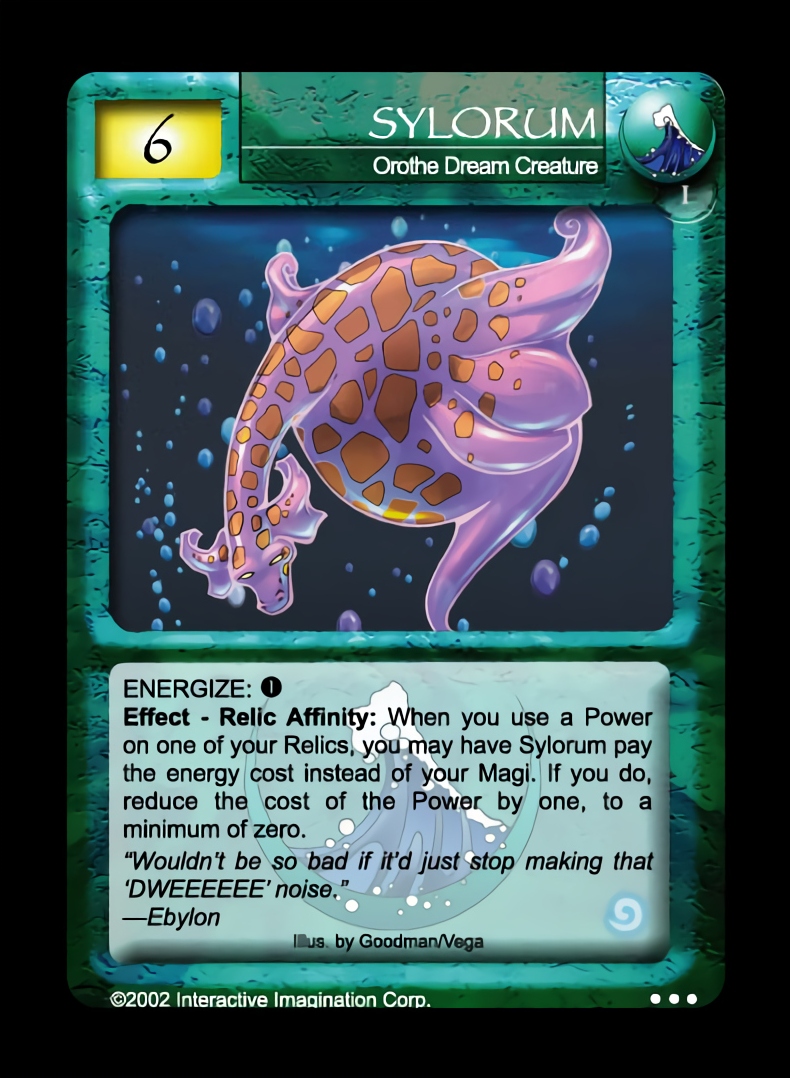 6
SYLORUM
Orothe Dream Creature
I
ENERGIZE: 1
Effect - Relic Affinity: When you use a Power
on one of your Relics, you may have Sylorum pay
the energy cost instead of your Magi. If you do,
reduce the cost of the Power by one, to a
minimum of zero.
“Wouldn’t be so bad if it’d just stop making that
‘DWEEEEEE’ noise.”
—Ebylon
Illus. by Goodman/Vega
©2002 Interactive Imagination Corp.